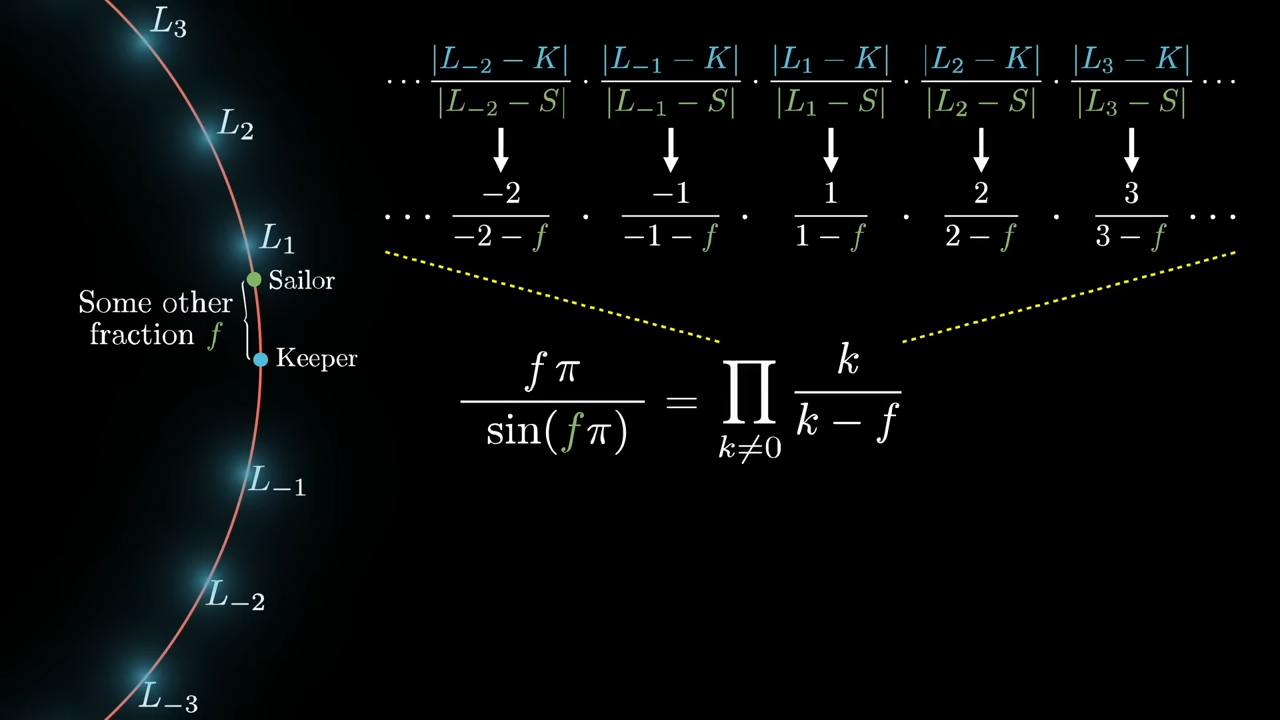 L₃
L₂
L₁
Sailor
Some other
fraction f
Keeper
L₋₁
L₋₂
L₋₃
⋯ |L₋₂ − K| / |L₋₂ − S| · |L₋₁ − K| / |L₋₁ − S| · |L₁ − K| / |L₁ − S| · |L₂ − K| / |L₂ − S| · |L₃ − K| / |L₃ − S| ⋯
⋯ −2 / (−2 − f) · −1 / (−1 − f) · 1 / (1 − f) · 2 / (2 − f) · 3 / (3 − f) ⋯
fπ / sin(fπ) = ∏ k≠0 k / (k − f)